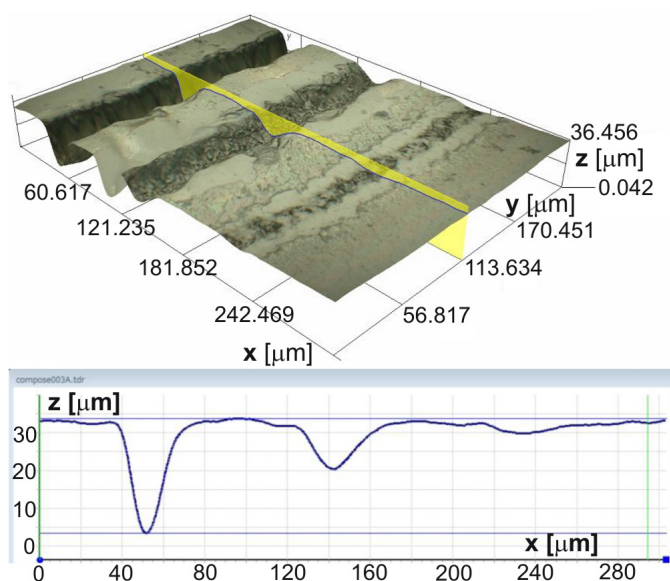 y
36.456
z [µm]
0.042
60.617
y [µm]
121.235
170.451
181.852
113.634
242.469
56.817
x [µm]
compose003A.tdr
z [µm]
30
20
10
0
x [µm]
0 40 80 120 160 200 240 280